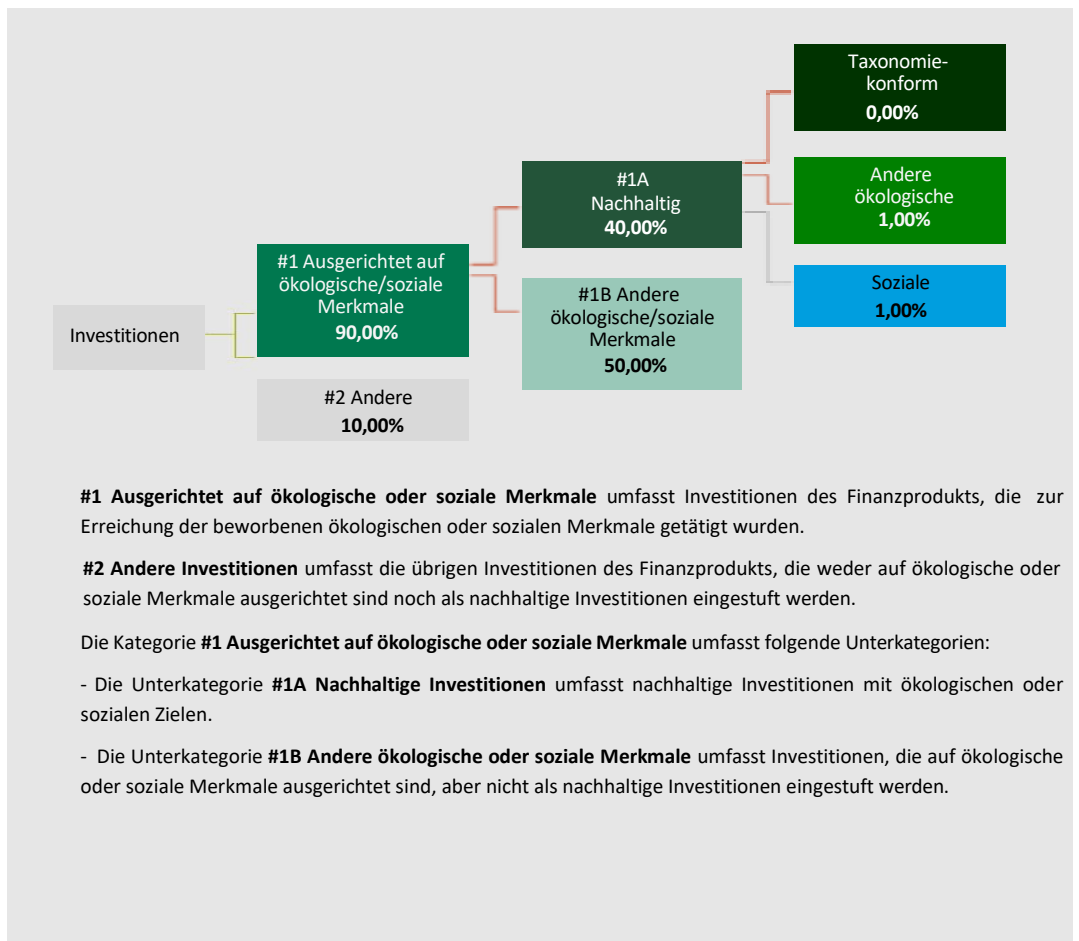 Taxonomie-
konform
0,00%
#1A
Nachhaltig
40,00%
Andere
ökologische
1,00%
#1 Ausgerichtet auf
ökologische/soziale
Merkmale
90,00%
#1B Andere
ökologische/soziale
Merkmale
50,00%
Soziale
1,00%
Investitionen
#2 Andere
10,00%
#1 Ausgerichtet auf ökologische oder soziale Merkmale umfasst Investitionen des Finanzprodukts, die zur
Erreichung der beworbenen ökologischen oder sozialen Merkmale getätigt wurden.
#2 Andere Investitionen umfasst die übrigen Investitionen des Finanzprodukts, die weder auf ökologische oder
soziale Merkmale ausgerichtet sind noch als nachhaltige Investitionen eingestuft werden.
Die Kategorie #1 Ausgerichtet auf ökologische oder soziale Merkmale umfasst folgende Unterkategorien:
- Die Unterkategorie #1A Nachhaltige Investitionen umfasst nachhaltige Investitionen mit ökologischen oder
sozialen Zielen.
- Die Unterkategorie #1B Andere ökologische oder soziale Merkmale umfasst Investitionen, die auf ökologische
oder soziale Merkmale ausgerichtet sind, aber nicht als nachhaltige Investitionen eingestuft werden.